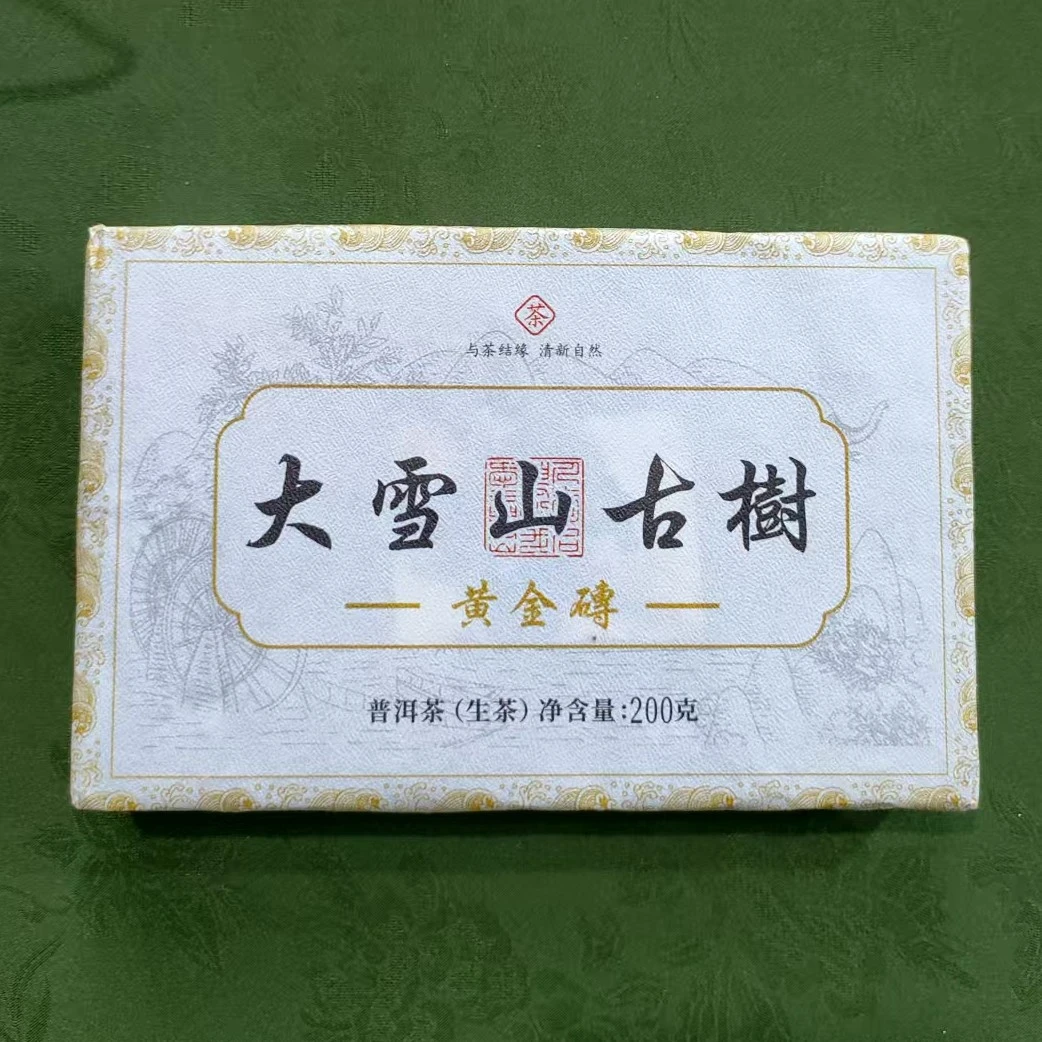 茶
与茶结缘 清新自然
大雪山古樹
黄金磚
普洱茶(生茶) 净含量:200克